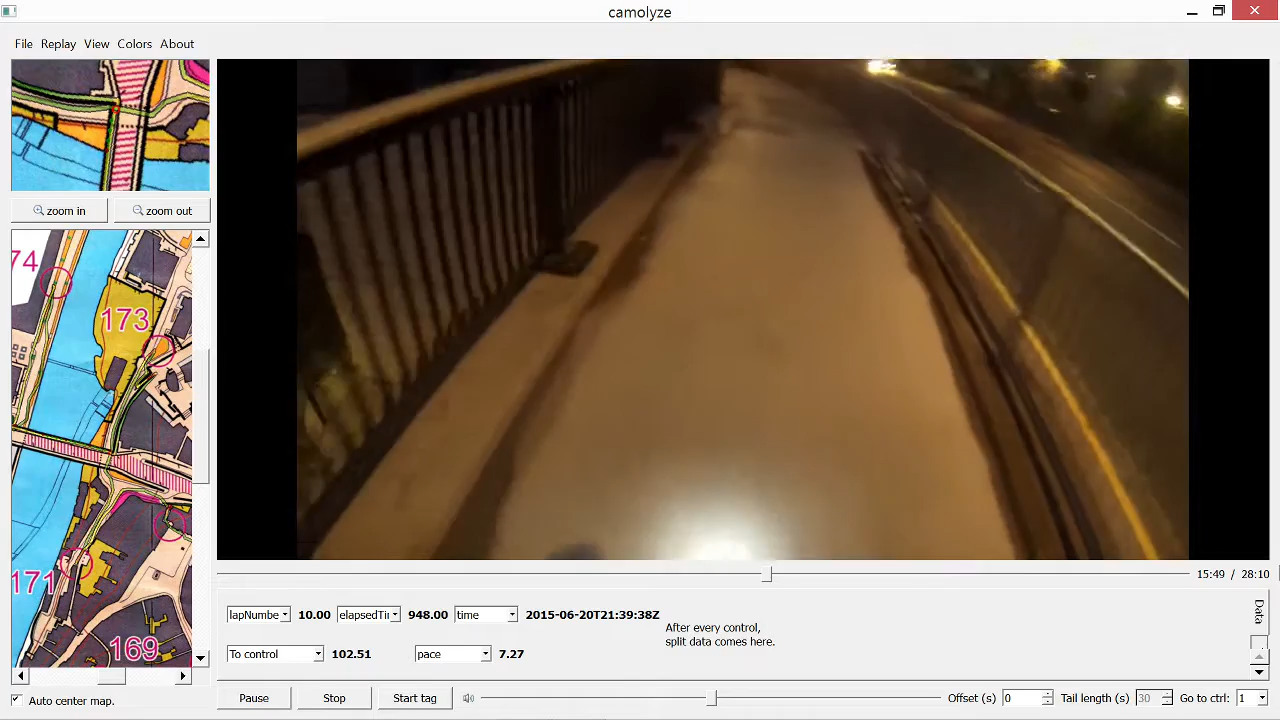 camolyze
File Replay View Colors About
zoom in zoom out
74
173
171
169
15:49 / 28:10
lapNumbe 10.00 elapsedTii 948.00 time 2015-06-20T21:39:38Z
After every control,
split data comes here.
To control 102.51 pace 7.27
Data
Auto center map.
Pause Stop Start tag Offset (s) 0 Tail length (s) 30 Go to ctrl: 1